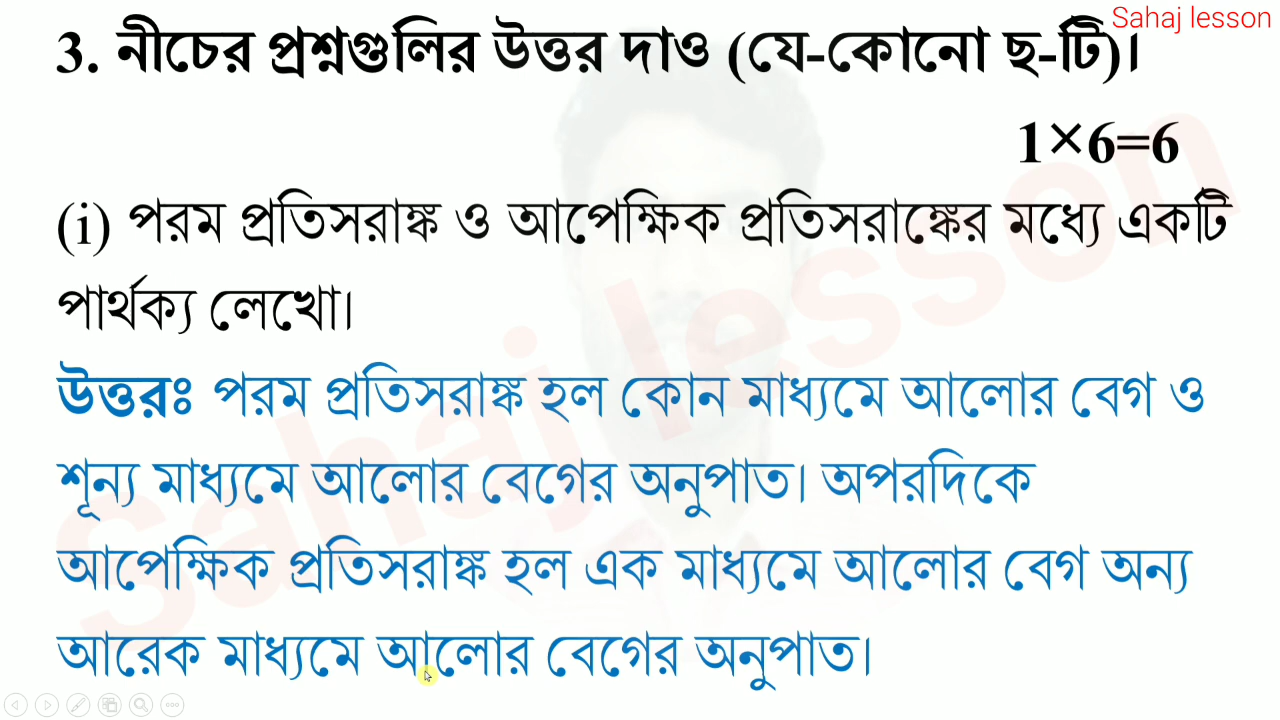 Sahaj lesson
3. নীচের প্রশ্নগুলির উত্তর দাও (যে-কোনো ছ-টি)।
1×6=6
(i) পরম প্রতিসরাঙ্ক ও আপেক্ষিক প্রতিসরাঙ্কের মধ্যে একটি
পার্থক্য লেখো।
উত্তরঃ পরম প্রতিসরাঙ্ক হল কোন মাধ্যমে আলোর বেগ ও
শূন্য মাধ্যমে আলোর বেগের অনুপাত। অপরদিকে
আপেক্ষিক প্রতিসরাঙ্ক হল এক মাধ্যমে আলোর বেগ অন্য
আরেক মাধ্যমে আলোর বেগের অনুপাত।
Sahaj lesson